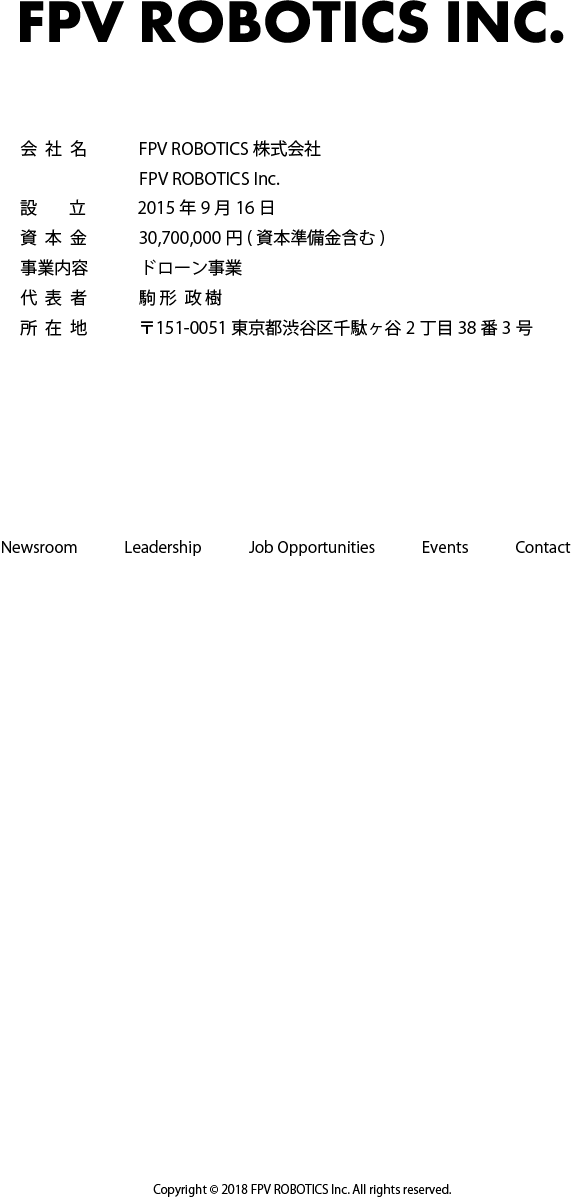 FPV ROBOTICS INC.
会 社 名 FPV ROBOTICS 株式会社
FPV ROBOTICS Inc.
設 立 2015 年 9 月 16 日
資 本 金 30,700,000 円 ( 資本準備金含む )
事業内容 ドローン事業
代 表 者 駒 形 政 樹
所 在 地 〒151-0051 東京都渋谷区千駄ヶ谷 2 丁目 38 番 3 号
Newsroom Leadership Job Opportunities Events Contact
Copyright © 2018 FPV ROBOTICS Inc. All rights reserved.